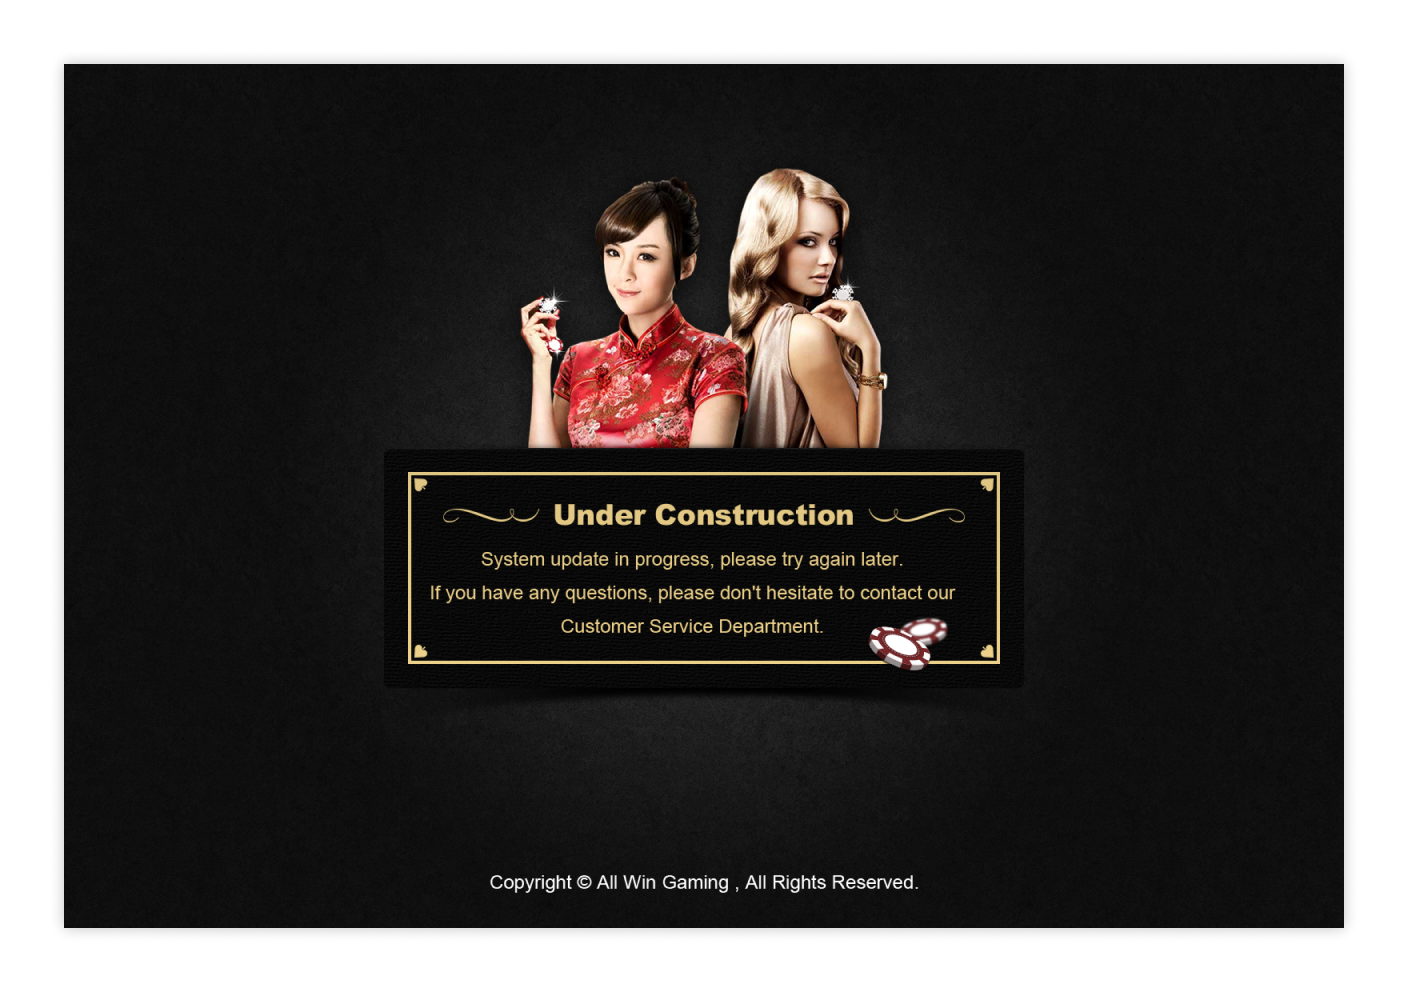 Under Construction
System update in progress, please try again later.
If you have any questions, please don't hesitate to contact our
Customer Service Department.
Copyright © All Win Gaming , All Rights Reserved.